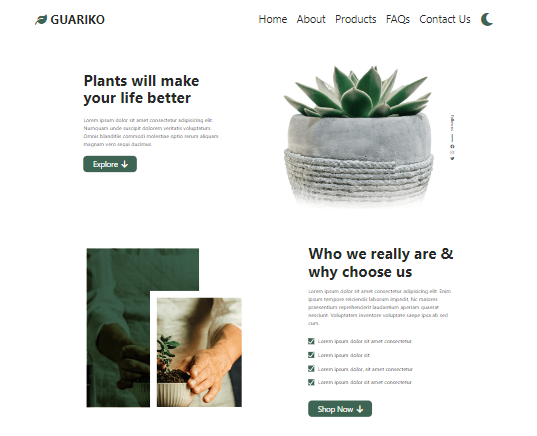 GUARIKO
Home About Products FAQs Contact Us
Plants will make
your life better
Lorem ipsum dolor sit amet consectetur adipisicing elit.
Numquam unde suscipit dolorem veritatis voluptatum.
Omnis blanditiis commodi molestiae optio rerum aliquam
magnam vero sequi ducimus.
Explore
Follow us
Who we really are &
why choose us
Lorem ipsum dolor sit amet consectetur adipisicing elit. Enim
ipsum tempore reiciendis laborum impedit, hic maiores
praesentium reprehenderit laudantium aperiam quaerat
nesciunt. Voluptatem inventore voluptate saepe ipsa ab sed
cum.
Lorem ipsum dolor sit amet consectetur
Lorem ipsum dolor sit
Lorem ipsum dolor, sit amet consectetur
Lorem ipsum dolor sit amet consectetur
Shop Now